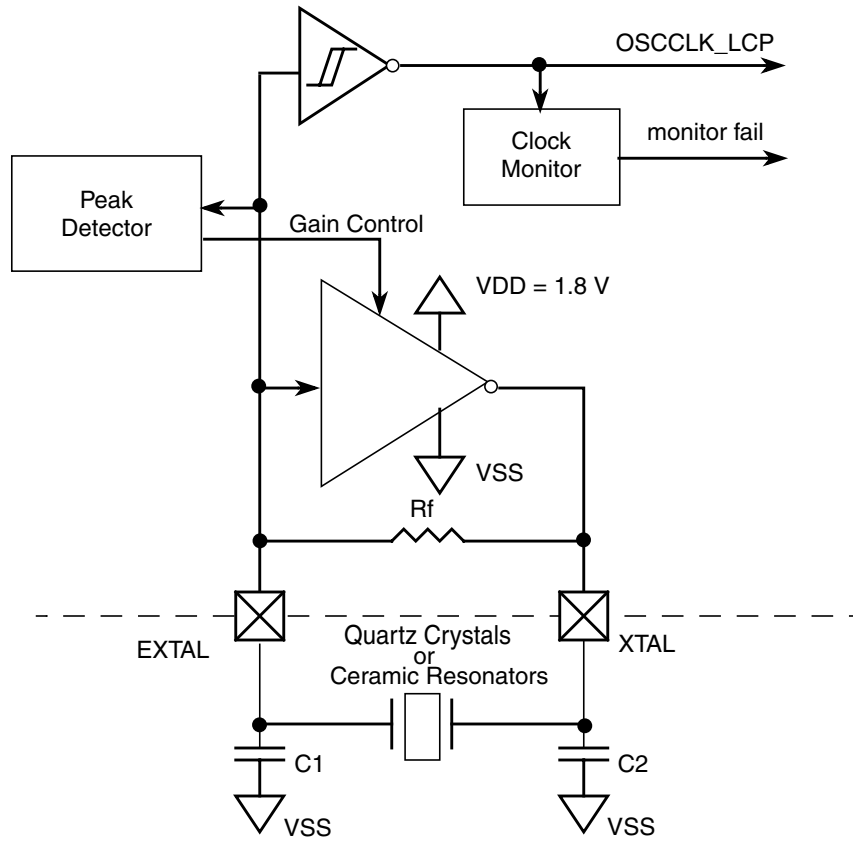 OSCCLK_LCP
Clock
Monitor
monitor fail
Peak
Detector
Gain Control
VDD = 1.8 V
VSS
Rf
EXTAL
Quartz Crystals
or
Ceramic Resonators
XTAL
C1
C2
VSS
VSS